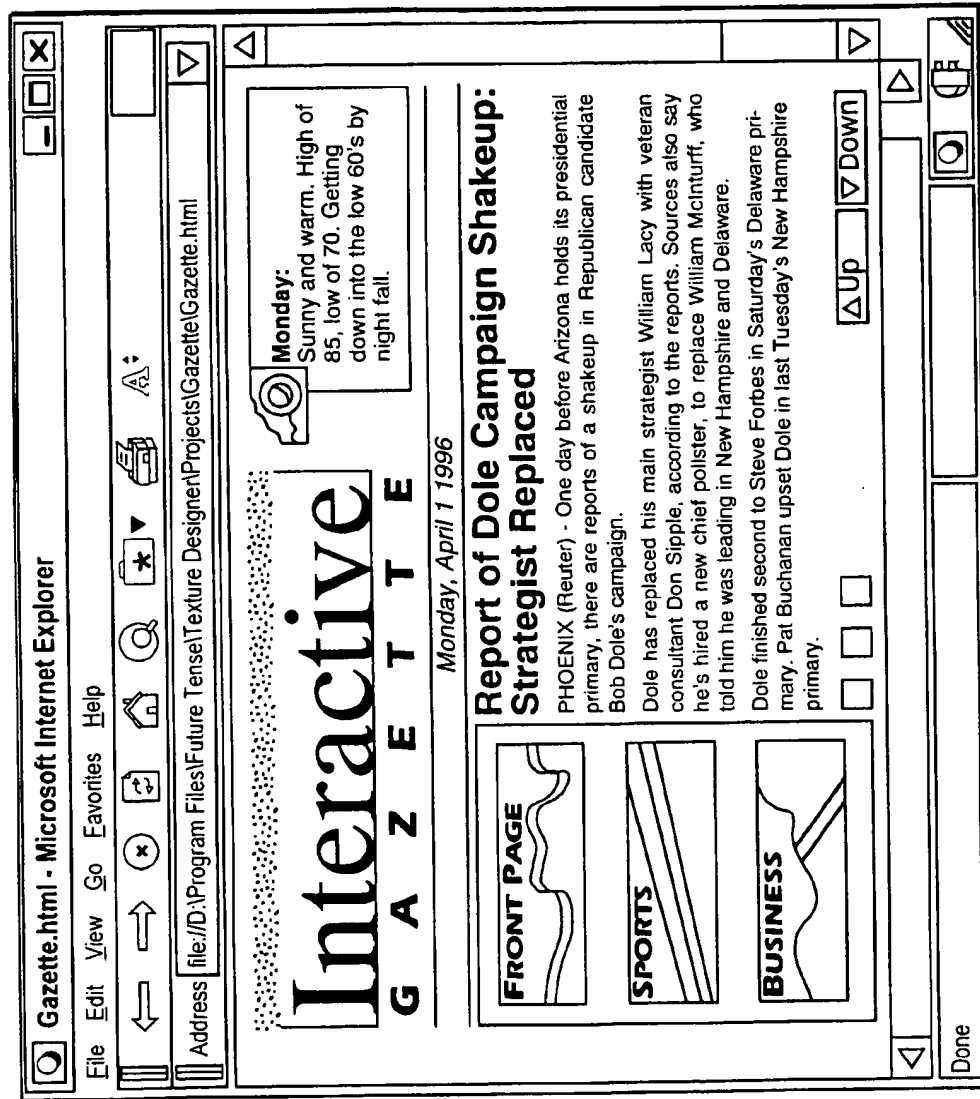 Gazette.html - Microsoft Internet Explorer
File Edit View Go Favorites Help
Address file://D:\Program Files\Future Tense\Texture Designer\Projects\Gazette\Gazette.html
Interactive
GAZETTE
Monday:
Sunny and warm. High of
85, low of 70. Getting
down into the low 60's by
night fall.
Monday, April 1 1996
FRONT PAGE
SPORTS
BUSINESS
Report of Dole Campaign Shakeup:
Strategist Replaced
PHOENIX (Reuter) - One day before Arizona holds its presidential
primary, there are reports of a shakeup in Republican candidate
Bob Dole's campaign.
Dole has replaced his main strategist William Lacy with veteran
consultant Don Sipple, according to the reports. Sources also say
he's hired a new chief pollster, to replace William McInturff, who
told him he was leading in New Hampshire and Delaware.
Dole finished second to Steve Forbes in Saturday's Delaware pri-
mary. Pat Buchanan upset Dole in last Tuesday's New Hampshire
primary.
Up Down
Done